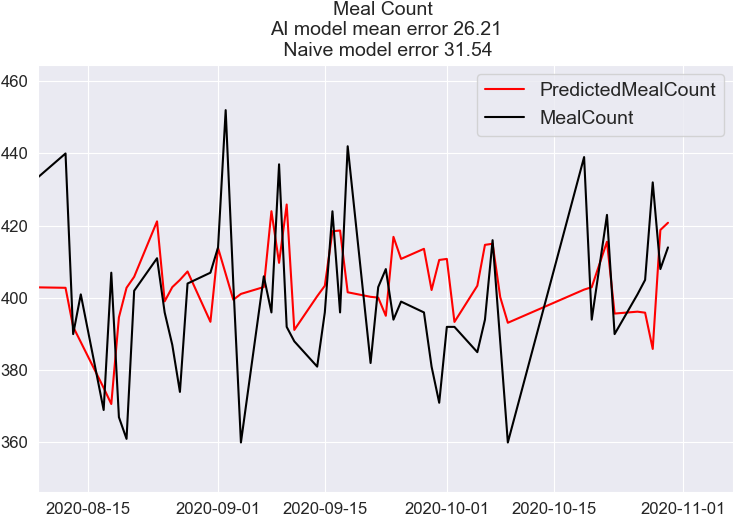 Meal Count
AI model mean error 26.21
Naive model error 31.54
PredictedMealCount
MealCount
460
440
420
400
380
360
2020-08-15
2020-09-01
2020-09-15
2020-10-01
2020-10-15
2020-11-01